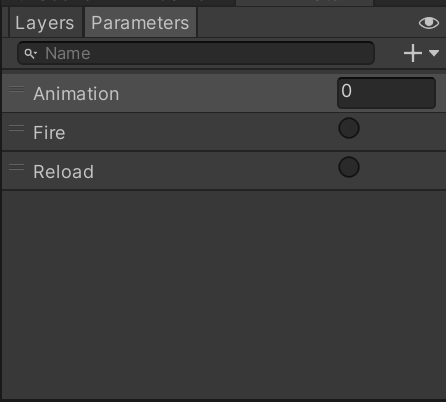 Layers Parameters
Name
Animation 0
Fire
Reload